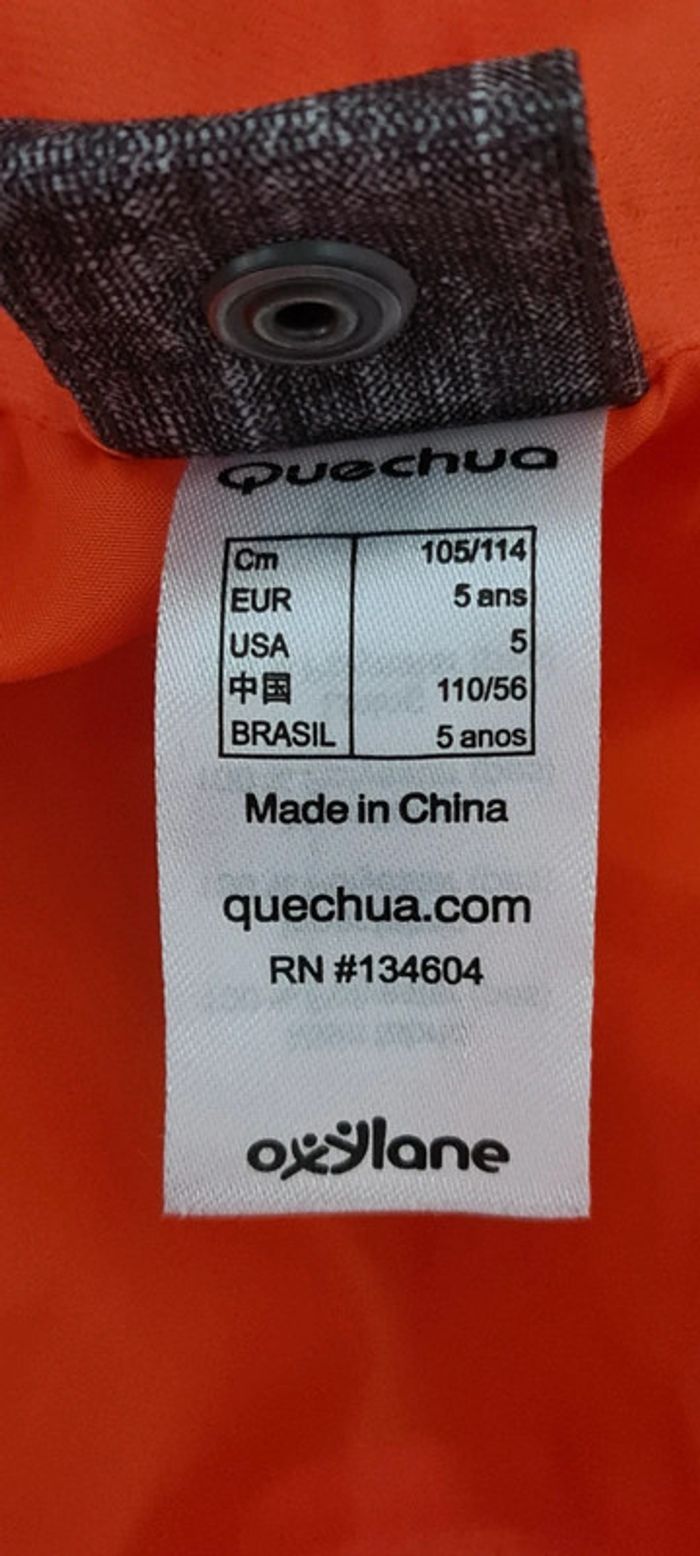 Quechua
Cm 105/114
EUR 5 ans
USA 5
中国 110/56
BRASIL 5 anos
Made in China
quechua.com
RN #134604
oxylane